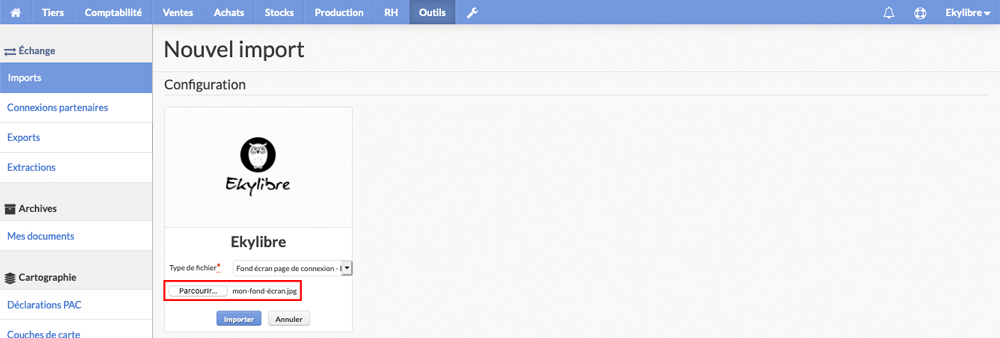 Tiers Comptabilité Ventes Achats Stocks Production RH Outils Ekylibre
Échange
Imports
Connexions partenaires
Exports
Extractions
Archives
Mes documents
Cartographie
Déclarations PAC
Couches de carte
Nouvel import
Configuration
Ekylibre
Ekylibre
Type de fichier* Fond écran page de connexion -
Parcourir... mon-fond-écran.jpg
Importer Annuler